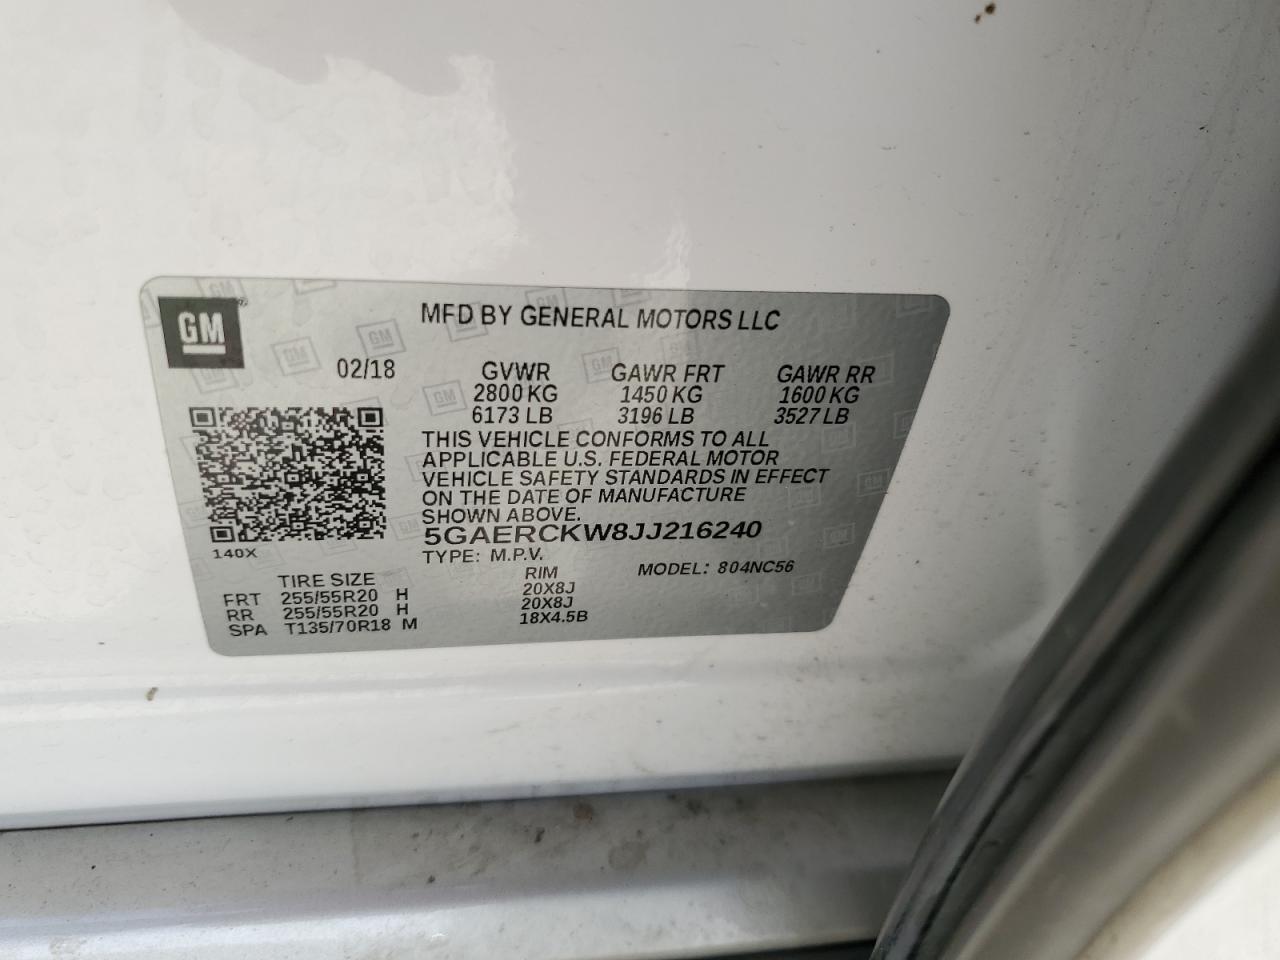 GM
MFD BY GENERAL MOTORS LLC
02/18 GVWR GAWR FRT GAWR RR
2800 KG 1450 KG 1600 KG
6173 LB 3196 LB 3527 LB
THIS VEHICLE CONFORMS TO ALL
APPLICABLE U.S. FEDERAL MOTOR
VEHICLE SAFETY STANDARDS IN EFFECT
ON THE DATE OF MANUFACTURE
SHOWN ABOVE.
5GAERCKW8JJ216240
140X
TYPE: M.P.V. MODEL: 804NC56
TIRE SIZE RIM
FRT 255/55R20 H 20X8J
RR 255/55R20 H 20X8J
SPA T135/70R18 M 18X4.5B